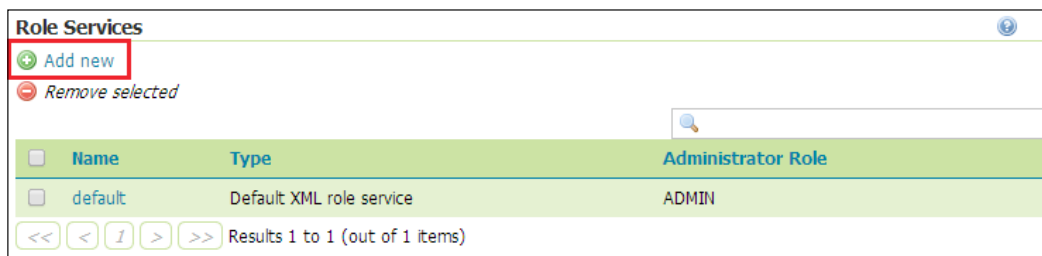 Role Services
Add new
Remove selected
Name Type Administrator Role
default Default XML role service ADMIN
<< < 1 > >> Results 1 to 1 (out of 1 items)